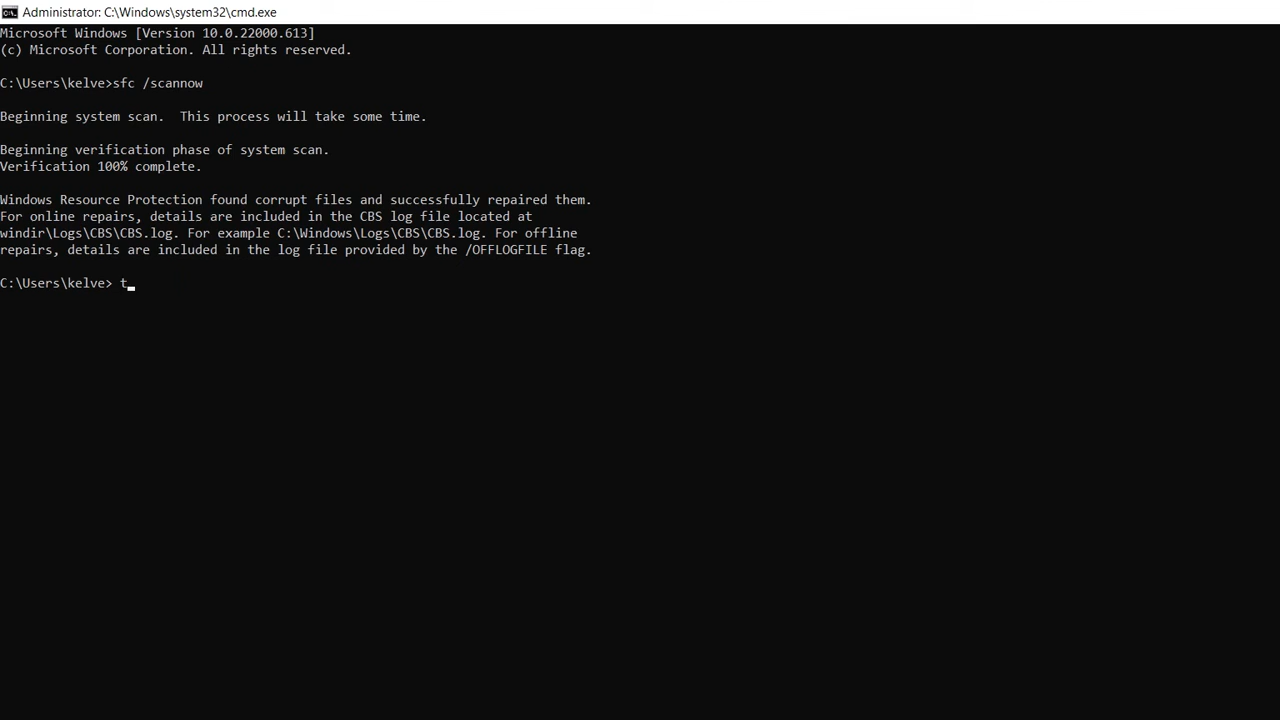 Administrator: C:\Windows\system32\cmd.exe
Microsoft Windows [Version 10.0.22000.613]
(c) Microsoft Corporation. All rights reserved.
C:\Users\kelve>sfc /scannow
Beginning system scan.  This process will take some time.
Beginning verification phase of system scan.
Verification 100% complete.
Windows Resource Protection found corrupt files and successfully repaired them.
For online repairs, details are included in the CBS log file located at
windir\Logs\CBS\CBS.log. For example C:\Windows\Logs\CBS\CBS.log. For offline
repairs, details are included in the log file provided by the /OFFLOGFILE flag.
C:\Users\kelve> t_